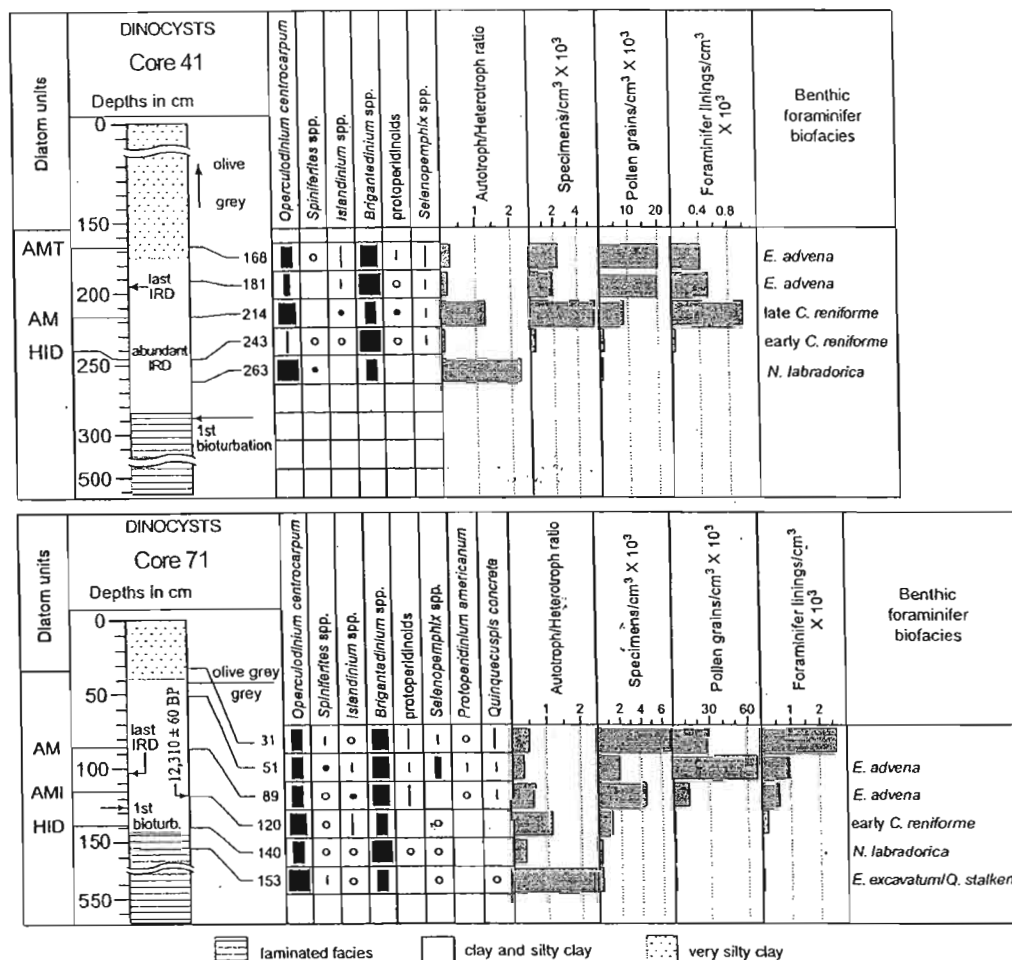 DINOCYSTS
Core 41
Depths in cm
Diatom units
Operculodinium centrocarpum
Spiniferites spp.
Islandinium spp.
Brigantedinium spp.
protoperidinoids
Selenopemphix spp.
Autotroph/Heterotroph ratio
Specimens/cm³ X 10³
Pollen grains/cm³ X 10³
Foraminifer linings/cm³
X 10³
Benthic
foraminifer
biofacies
1 2
2 4
10 20
0.4 0.8
0
olive
grey
150
AMT
168
E. advena
last
IRD
181
E. advena
200
AM
214
late C. reniforme
243
early C. reniforme
HID
abundant
IRD
250
263
N. labradorica
1st
bioturbation
300
500
DINOCYSTS
Core 71
Depths in cm
Diatom units
Operculodinium centrocarpum
Spiniferites spp.
Islandinium spp.
Brigantadinium spp.
protoperidinoids
Selenopemphix spp.
Protoperidinium americanum
Quinquecuspis concrete
Autotroph/Heterotroph ratio
Specimens/cm³ X 10³
Pollen grains/cm³ X 10³
Foraminifer linings/cm³
X 10³
Benthic
foraminifer
biofacies
1 2
2 4 6
30 60
1 2
0
olive grey
grey
50
12,310 ± 60 BP
31
AM
last
IRD
51
E. advena
100
89
E. advena
AMI
1st
bioturb.
120
early C. reniforme
HID
140
N. labradorica
150
153
E. excavatum/Q. stalkeri
550
laminated facies
clay and silty clay
very silty clay